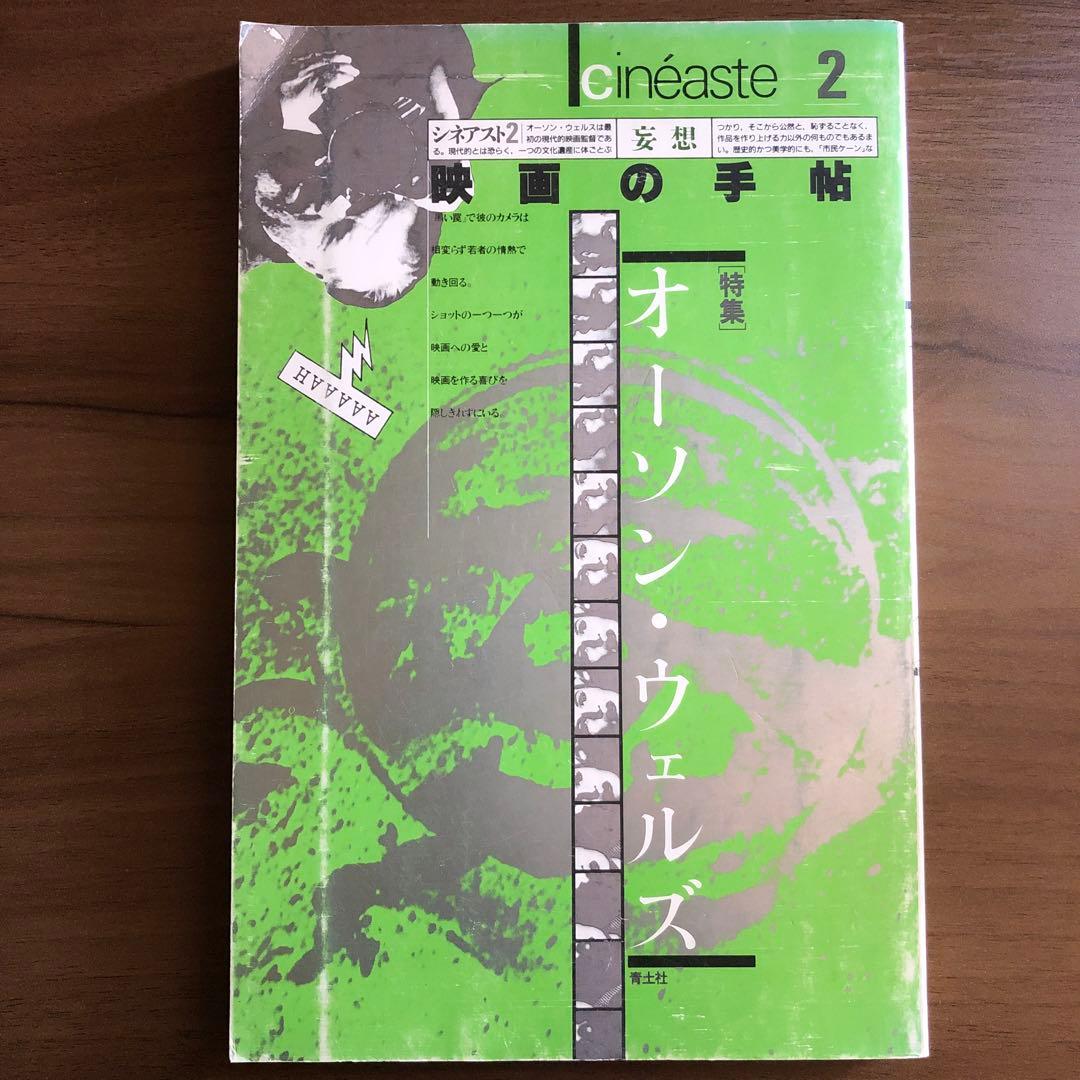 cinéaste 2
シネアスト2
オーソン・ウェルスは最
初の現代的映画監督であ
る。現代的とは恐らく、一つの文化遺産に体ごとぶ
妄想
つかり、そこから公然と、恥ずることなく、
作品を作り上げる力以外の何ものでもあるま
い。歴史的かつ美学的にも、「市民ケーン」な
映画の手帖
『黒い罠』で彼のカメラは
相変らず若者の情熱で
動き回る。
ショットの一つ一つが
映画への愛と
映画を作る喜びを
隠しきれずにいる。
[特集]
オーソン・ウェルズ
AAAAAH
青土社